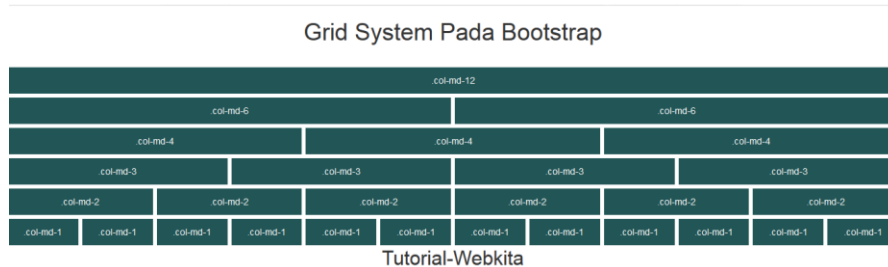 Grid System Pada Bootstrap
.col-md-12
.col-md-6 .col-md-6
.col-md-4 .col-md-4 .col-md-4
.col-md-3 .col-md-3 .col-md-3 .col-md-3
.col-md-2 .col-md-2 .col-md-2 .col-md-2 .col-md-2 .col-md-2
.col-md-1 .col-md-1 .col-md-1 .col-md-1 .col-md-1 .col-md-1 .col-md-1 .col-md-1 .col-md-1 .col-md-1 .col-md-1 .col-md-1
Tutorial-Webkita